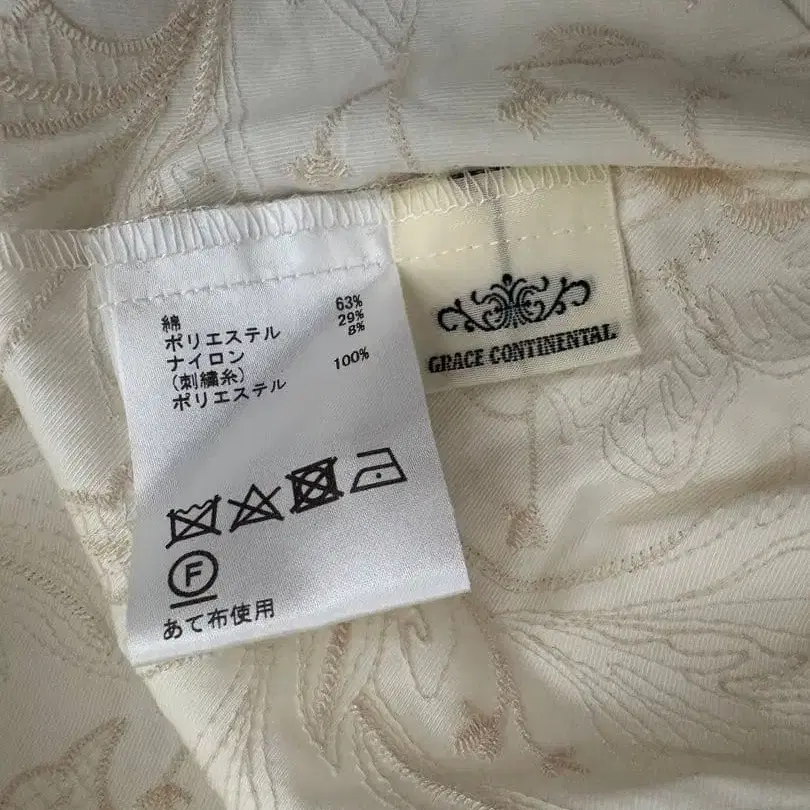 綿 63%
ポリエステル 29%
ナイロン 8%
(刺繍糸)
ポリエステル 100%
F
あて布使用
GRACE CONTINENTAL